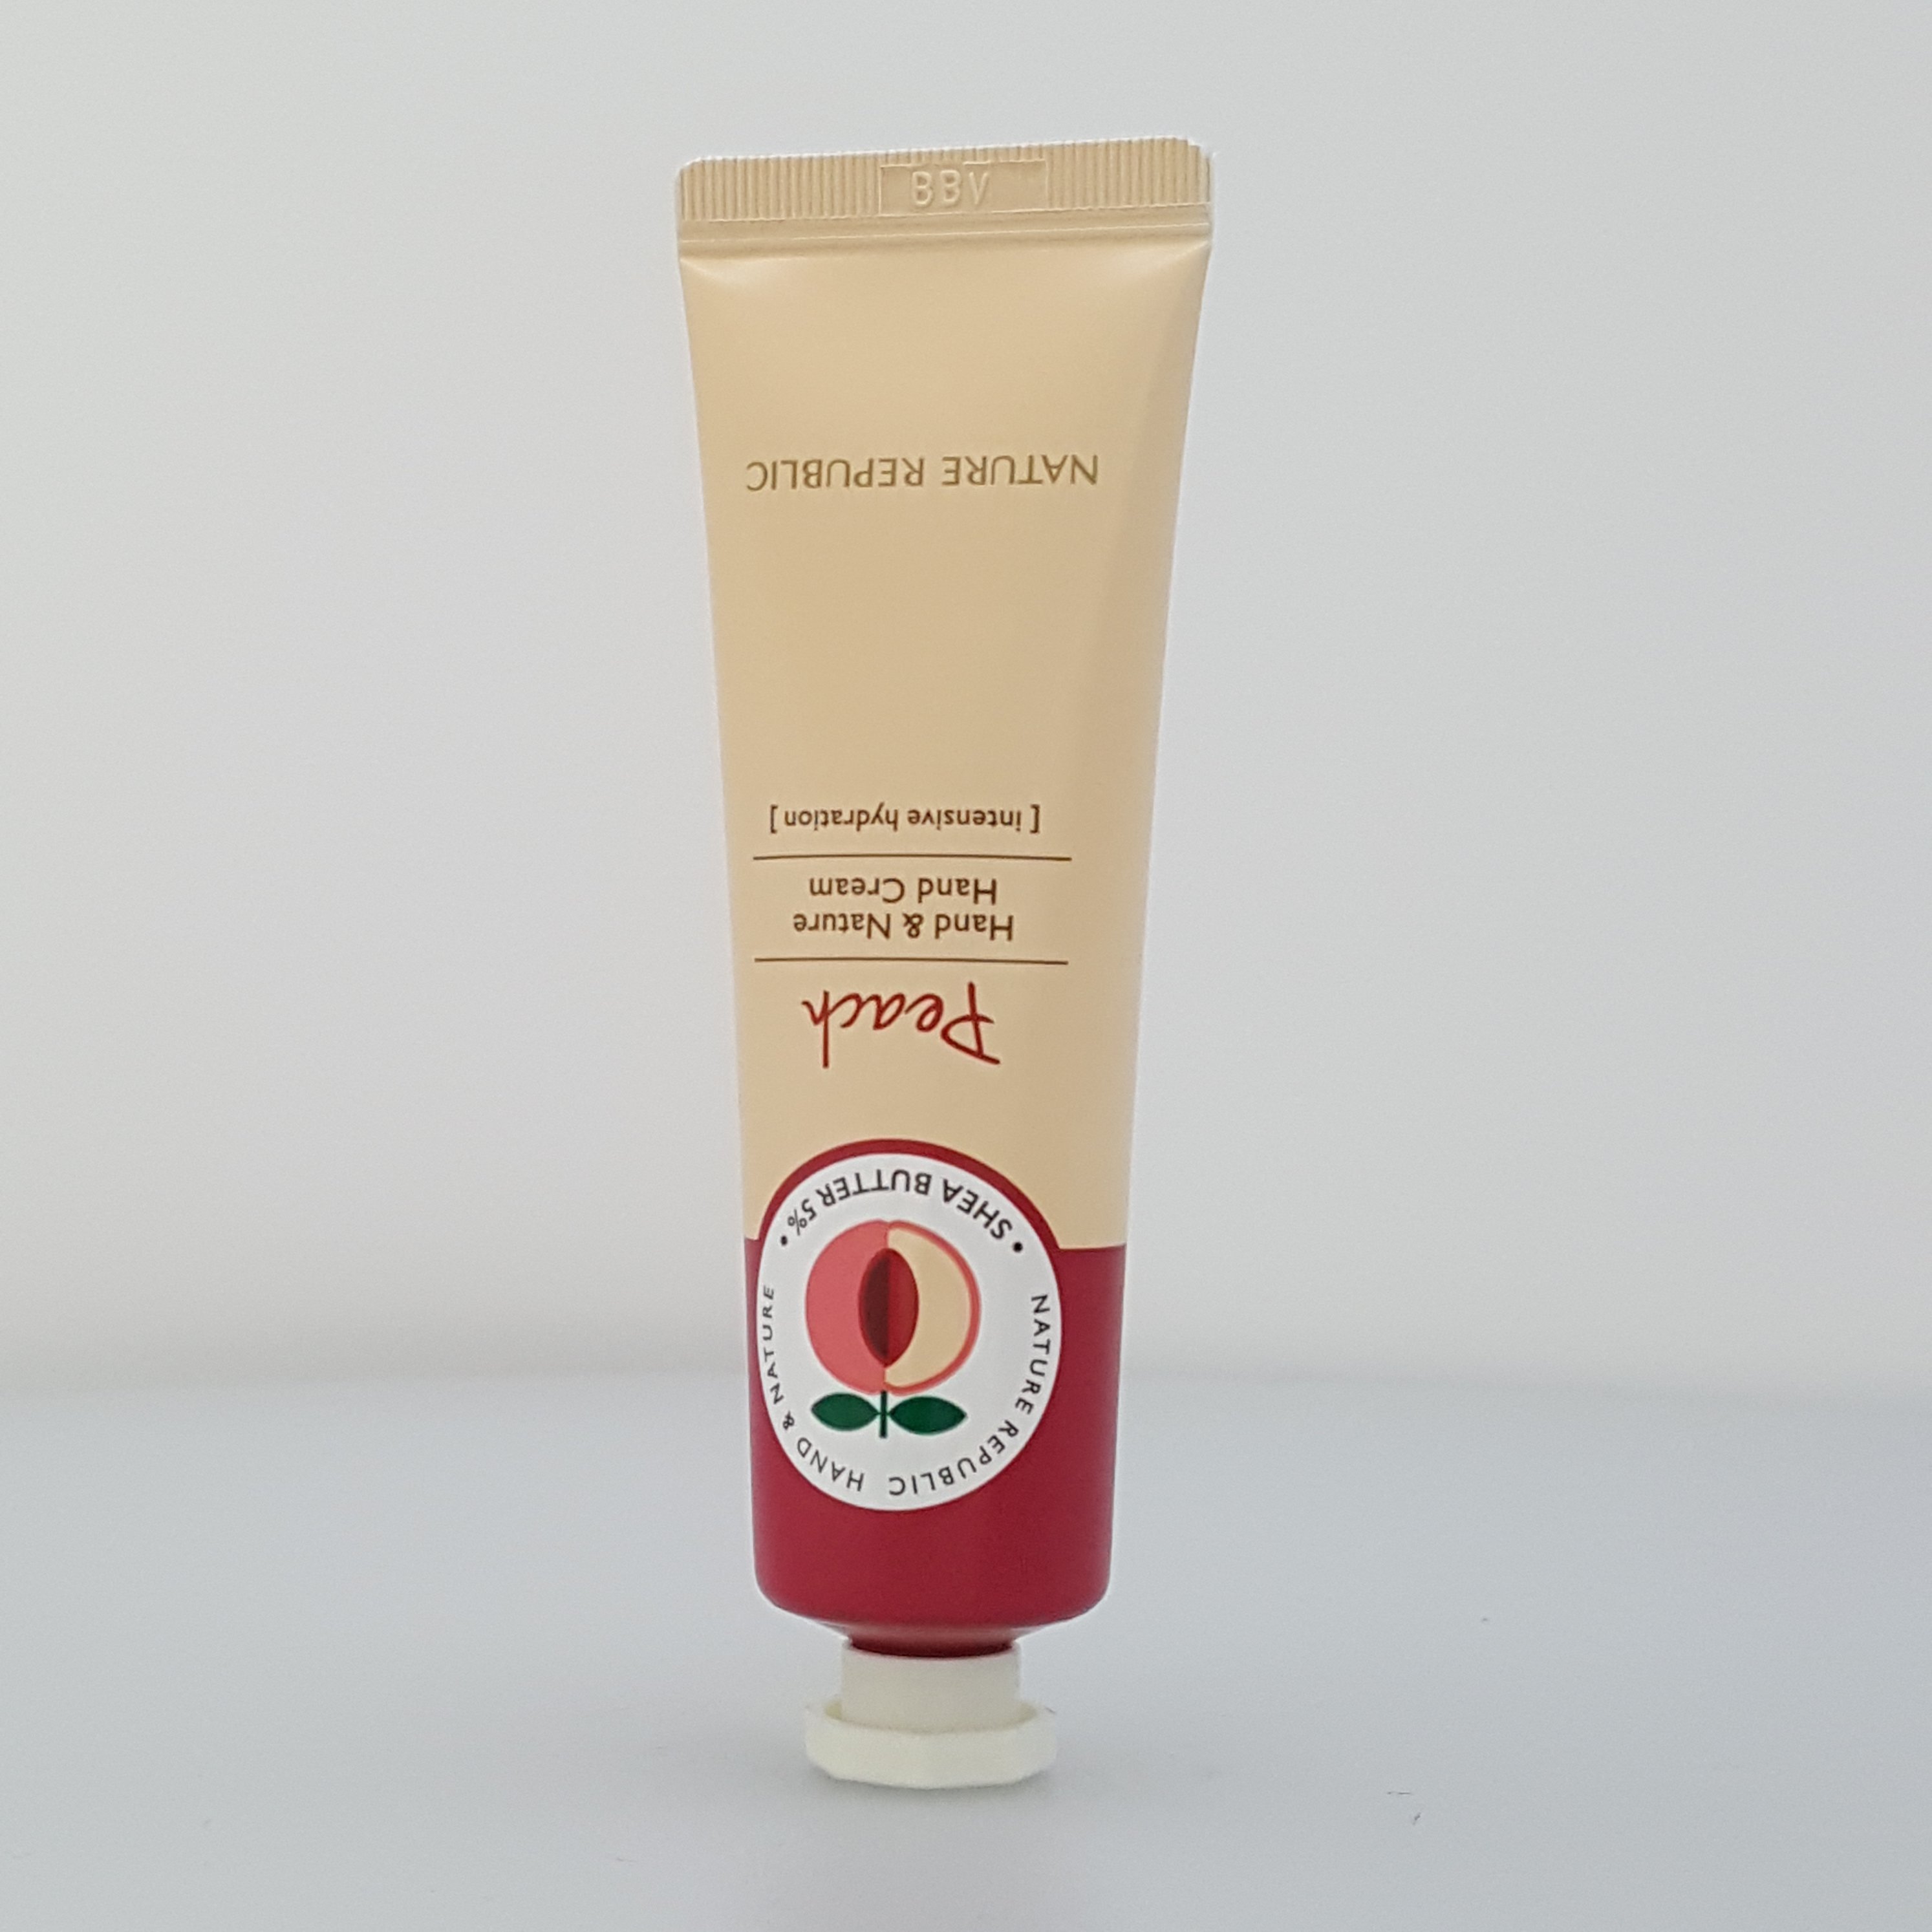 • SHEA BUTTER 5% •
NATURE REPUBLIC HAND & NATURE
Peach
Hand & Nature
Hand Cream
[ intensive hydration ]
NATURE REPUBLIC
BBV